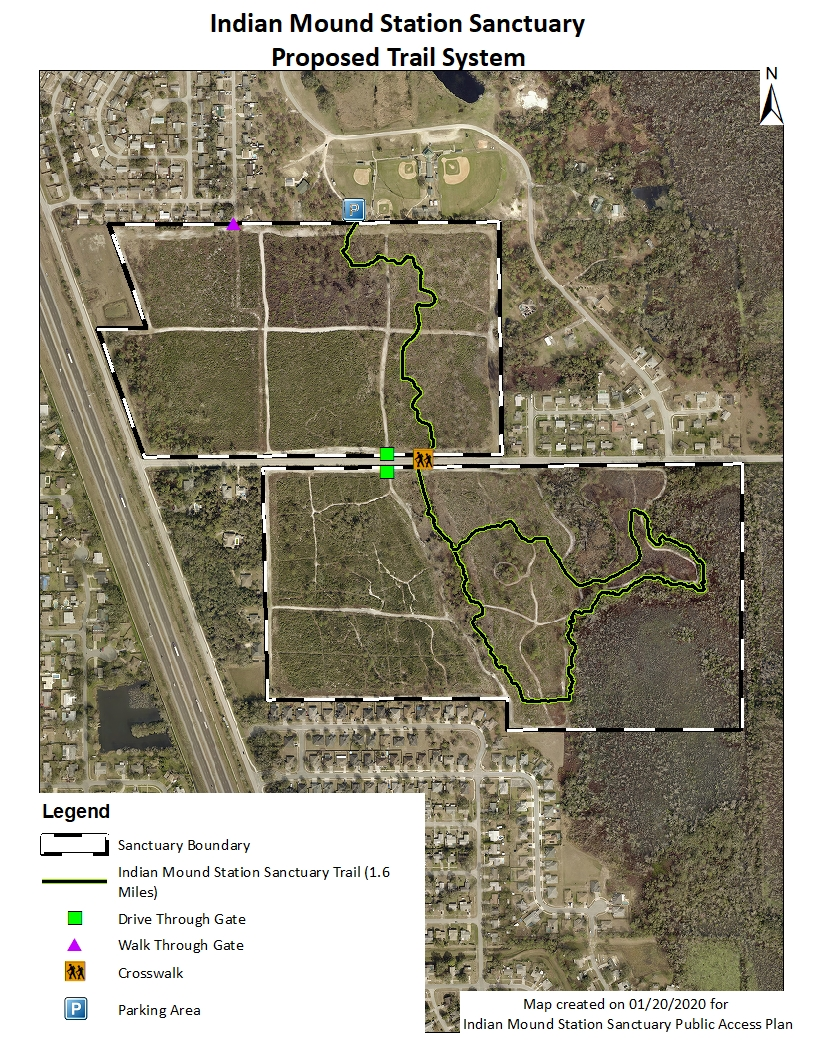 Indian Mound Station Sanctuary
Proposed Trail System
N
P
Legend
Sanctuary Boundary
Indian Mound Station Sanctuary Trail (1.6
Miles)
Drive Through Gate
Walk Through Gate
Crosswalk
P
Parking Area
Map created on 01/20/2020 for
Indian Mound Station Sanctuary Public Access Plan